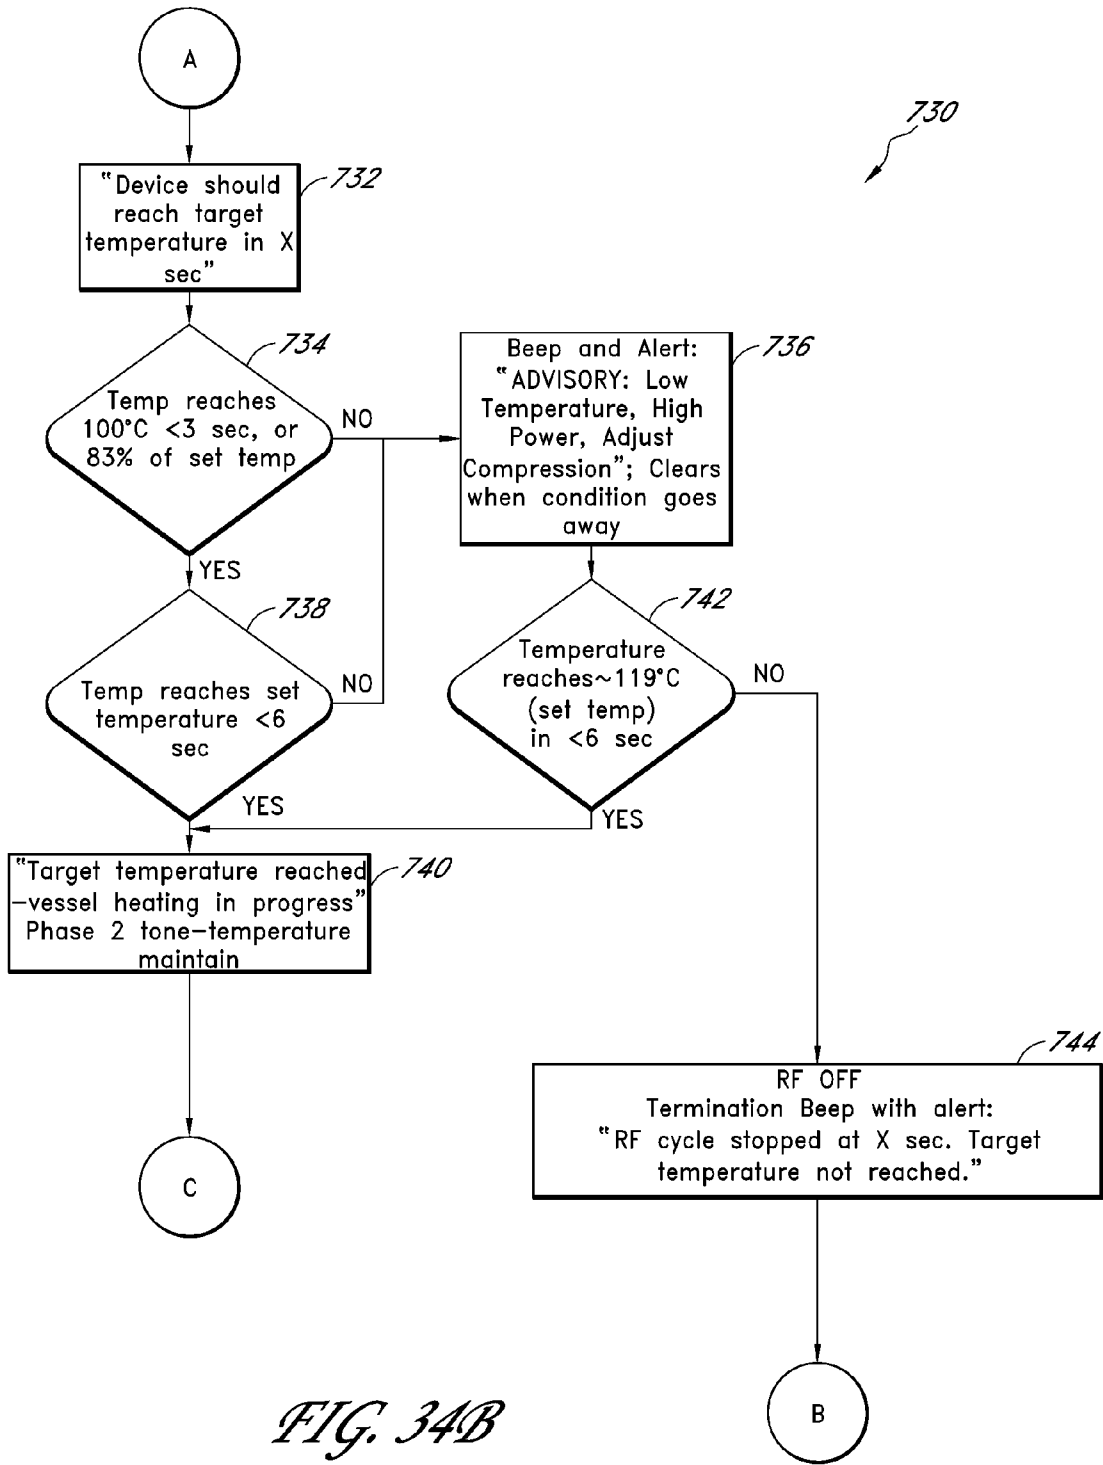 A
730
732
"Device should
reach target
temperature in X
sec"
734
Temp reaches
100°C <3 sec, or
83% of set temp
NO
YES
736
Beep and Alert:
"ADVISORY: Low
Temperature, High
Power, Adjust
Compression"; Clears
when condition goes
away
738
Temp reaches set
temperature <6
sec
NO
YES
742
Temperature
reaches~119°C
(set temp)
in <6 sec
NO
YES
740
"Target temperature reached
-vessel heating in progress"
Phase 2 tone-temperature
maintain
744
RF OFF
Termination Beep with alert:
"RF cycle stopped at X sec. Target
temperature not reached."
C
B
FIG. 34B